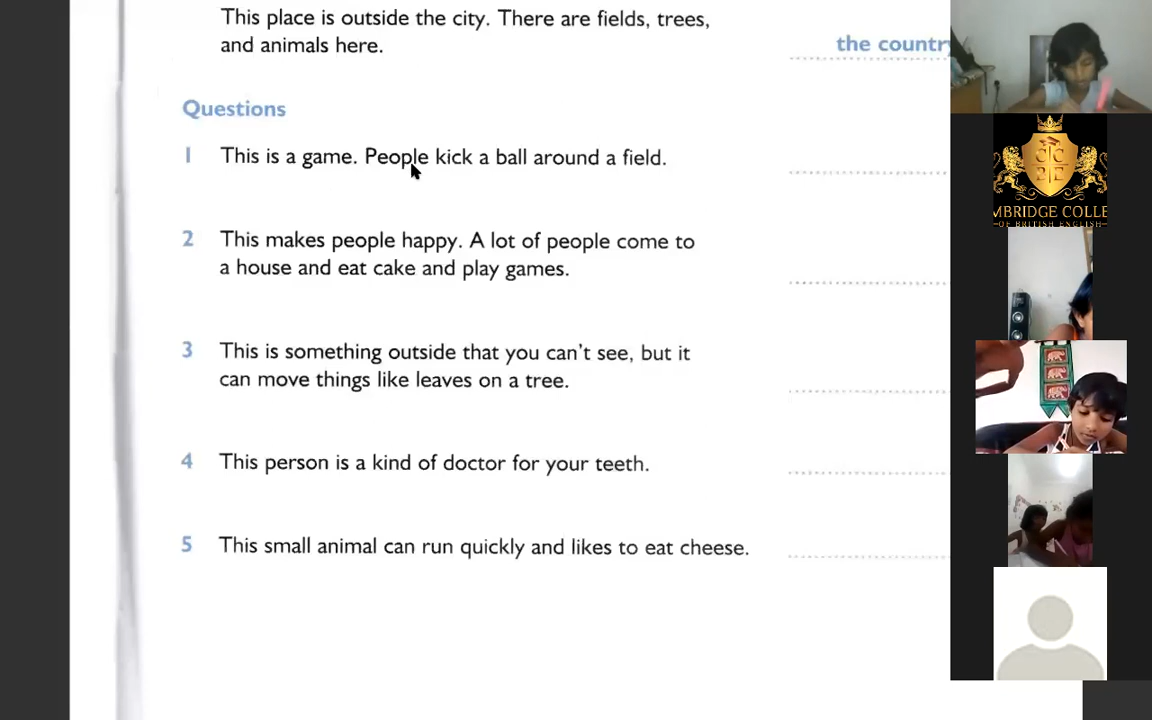 This place is outside the city. There are fields, trees,
and animals here.
the country
Questions
1 This is a game. People kick a ball around a field.
2 This makes people happy. A lot of people come to
a house and eat cake and play games.
3 This is something outside that you can't see, but it
can move things like leaves on a tree.
4 This person is a kind of doctor for your teeth.
5 This small animal can run quickly and likes to eat cheese.
MBRIDGE COLLE
OF BRITISH ENGLISH